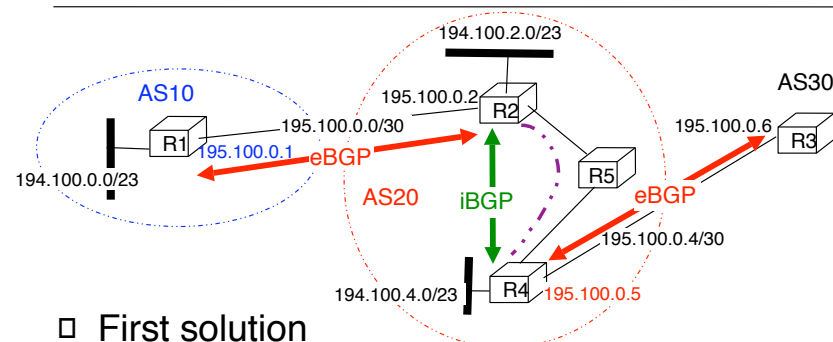 194.100.2.0/23
AS10
AS30
195.100.0.2
R2
195.100.0.0/30
195.100.0.6
R1
R3
195.100.0.1
eBGP
194.100.0.0/23
R5
AS20
iBGP
eBGP
195.100.0.4/30
194.100.4.0/23
R4
195.100.0.5
First solution